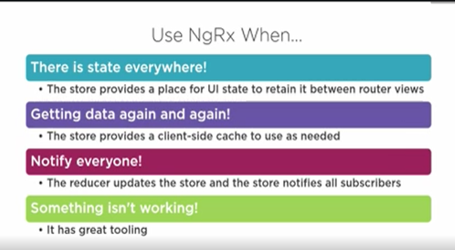 Use NgRx When...
There is state everywhere!
• The store provides a place for UI state to retain it between router views
Getting data again and again!
• The store provides a client-side cache to use as needed
Notify everyone!
• The reducer updates the store and the store notifies all subscribers
Something isn't working!
• It has great tooling